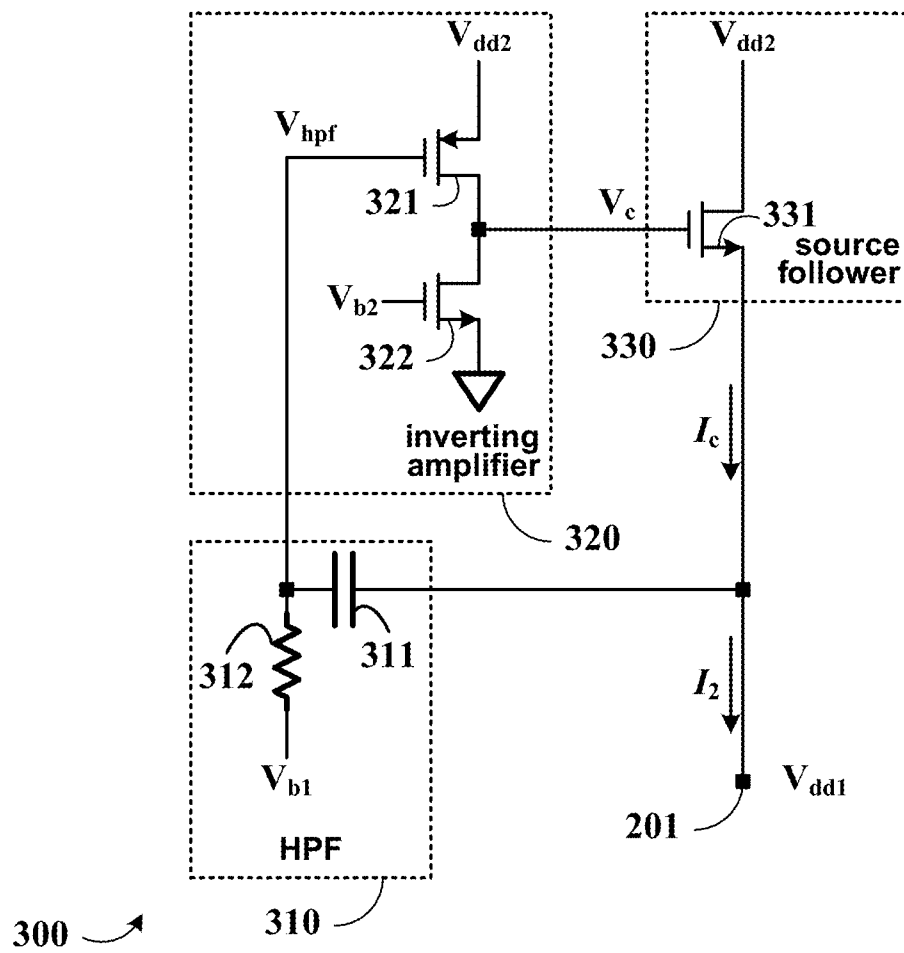 Vdd2
Vdd2
Vhpf
321
Vc
331
source
follower
Vb2
322
330
inverting
amplifier
Ic
320
312
311
I2
Vb1
Vdd1
201
HPF
300
310